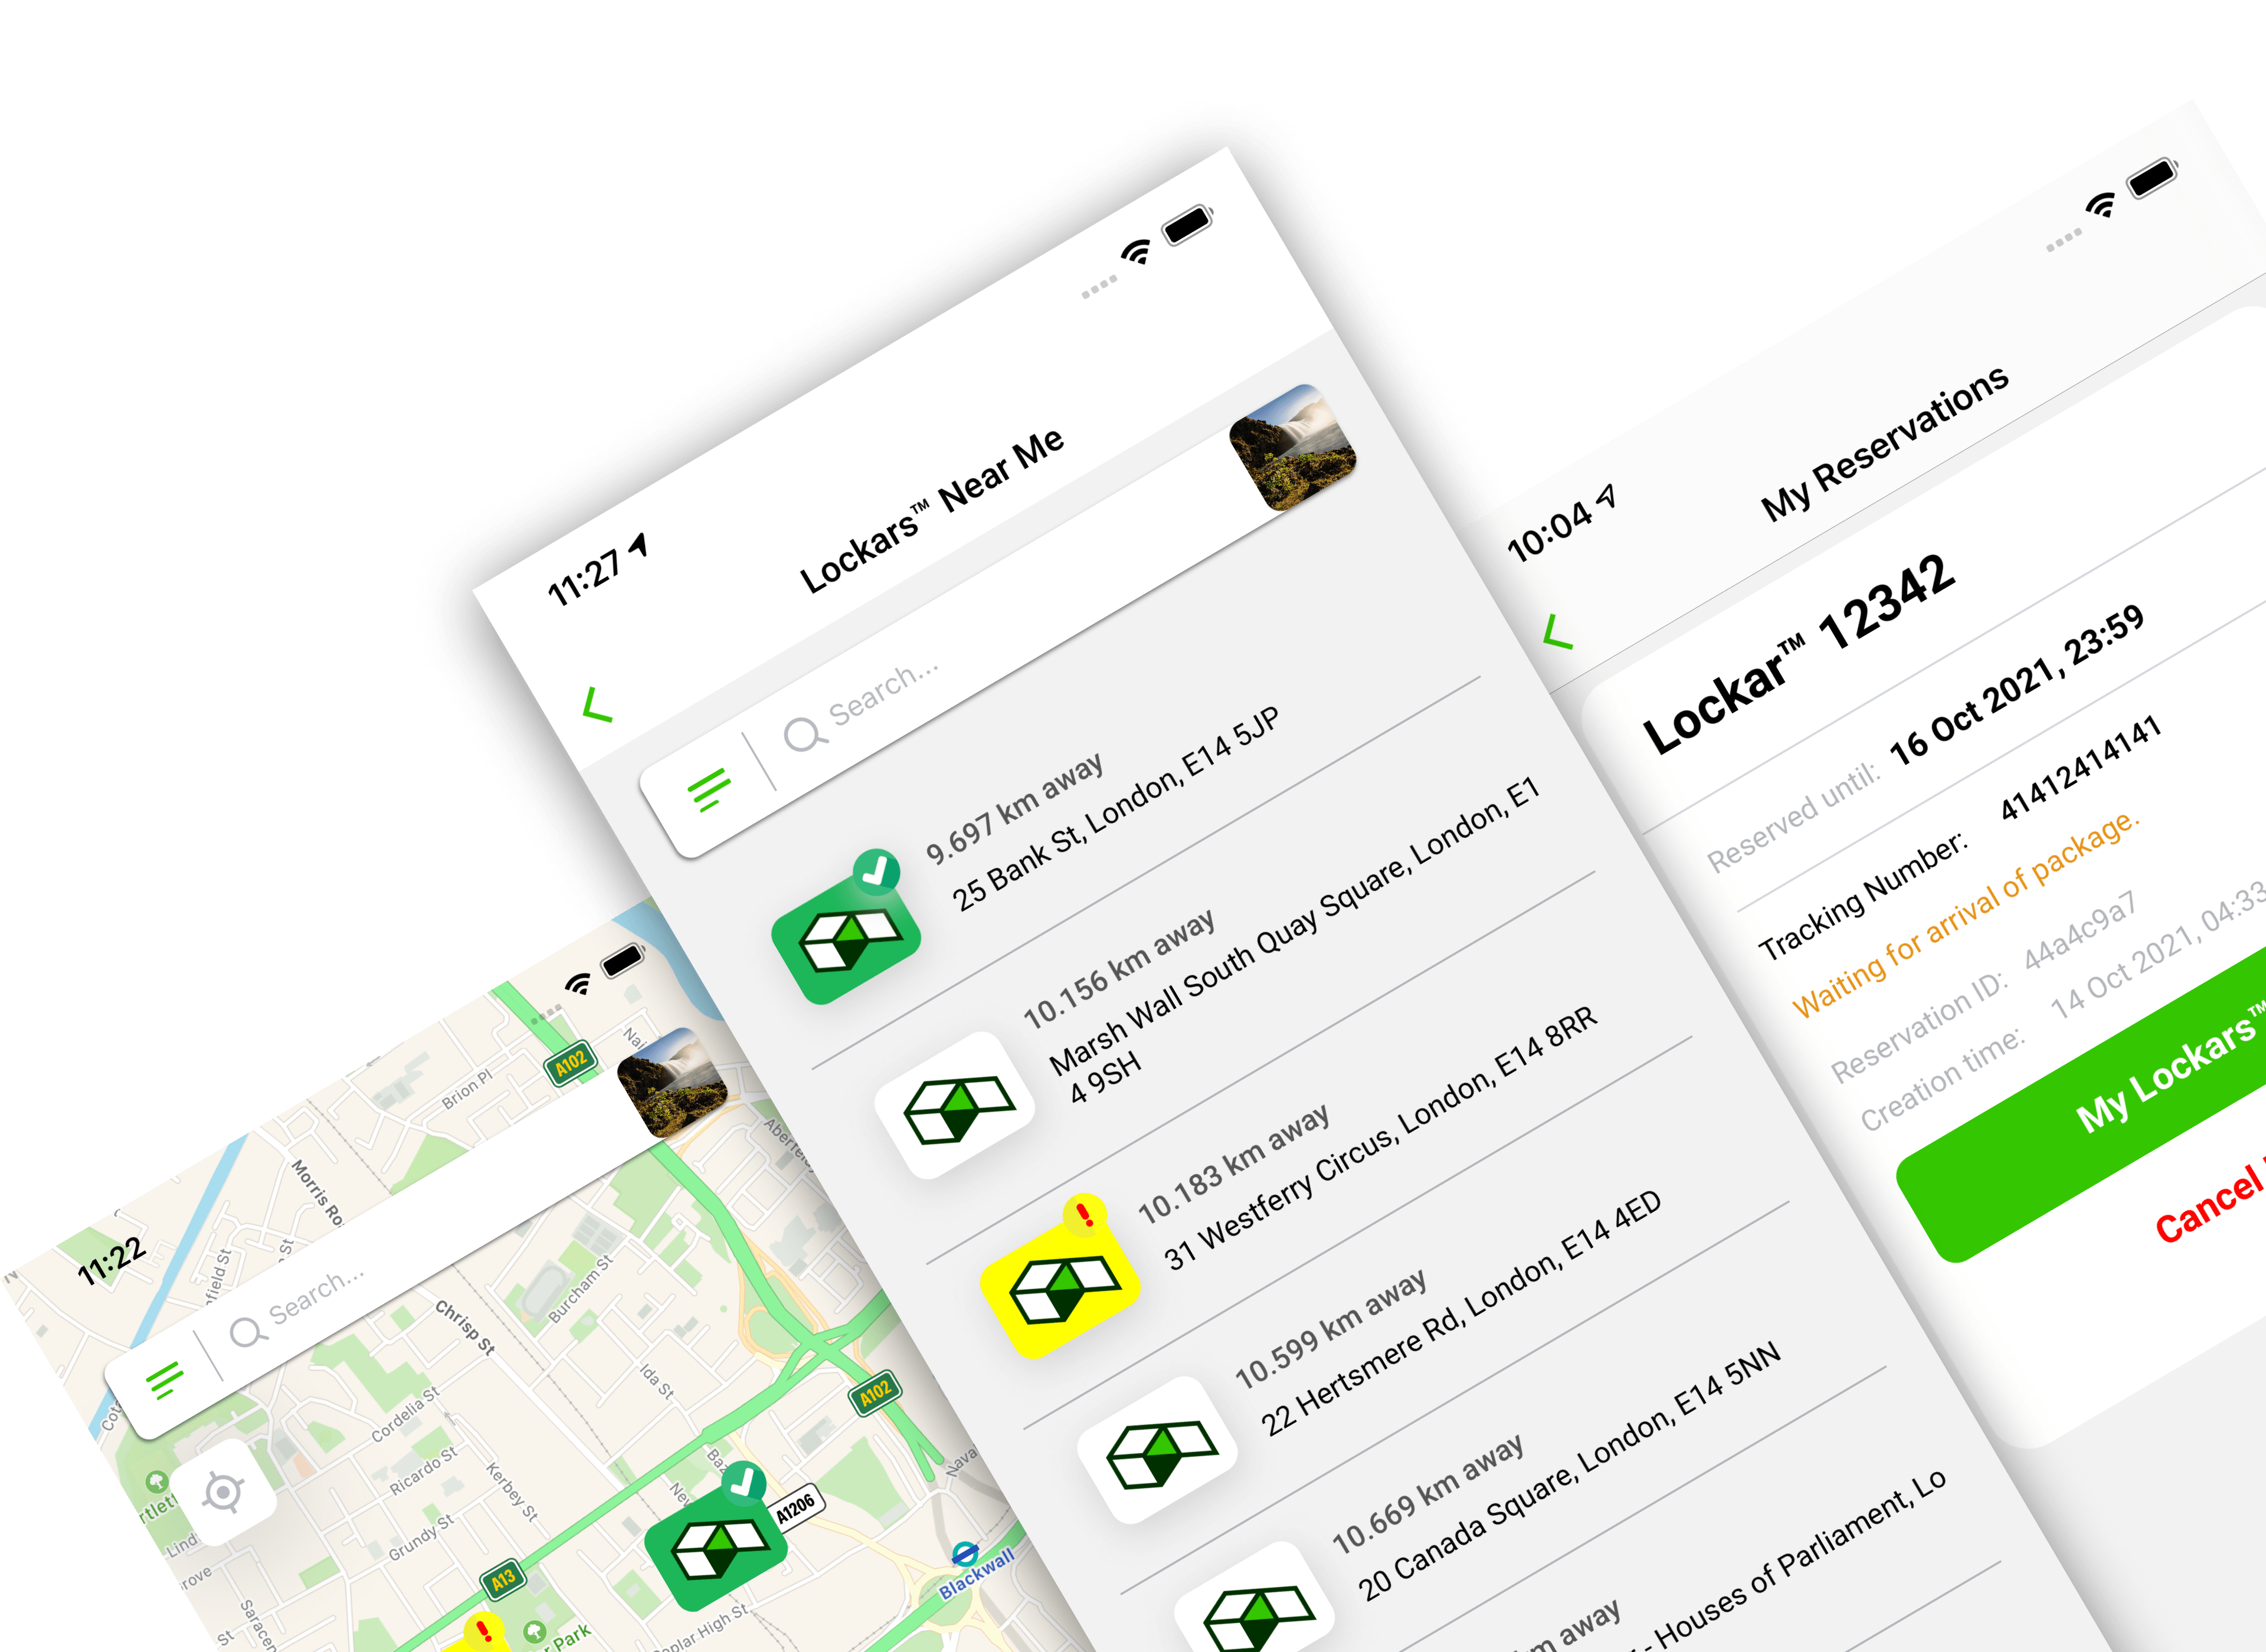 11:27
Lockars™ Near Me
Search...
9.697 km away
25 Bank St, London, E14 5JP
10.156 km away
Marsh Wall South Quay Square, London, E1
4 9SH
10.183 km away
31 Westferry Circus, London, E14 8RR
10.599 km away
22 Hertsmere Rd, London, E14 4ED
10.669 km away
20 Canada Square, London, E14 5NN
km away
- Houses of Parliament, Lo
10:04
My Reservations
Lockar™ 12342
Reserved until: 16 Oct 2021, 23:59
Tracking Number: 41412414141
Waiting for arrival of package.
Reservation ID: 44a4c9a7
Creation time: 14 Oct 2021, 04:33
My Lockars™
Cancel
11:22
Search...
A102
Brion Pl
Morris Ro
Chrisp St
Burcham St
Ida St
Cordelia St
Ricardo St
Kerbey St
Grundy St
A102
A1206
A13
Blackwall
Poplar High St
Park